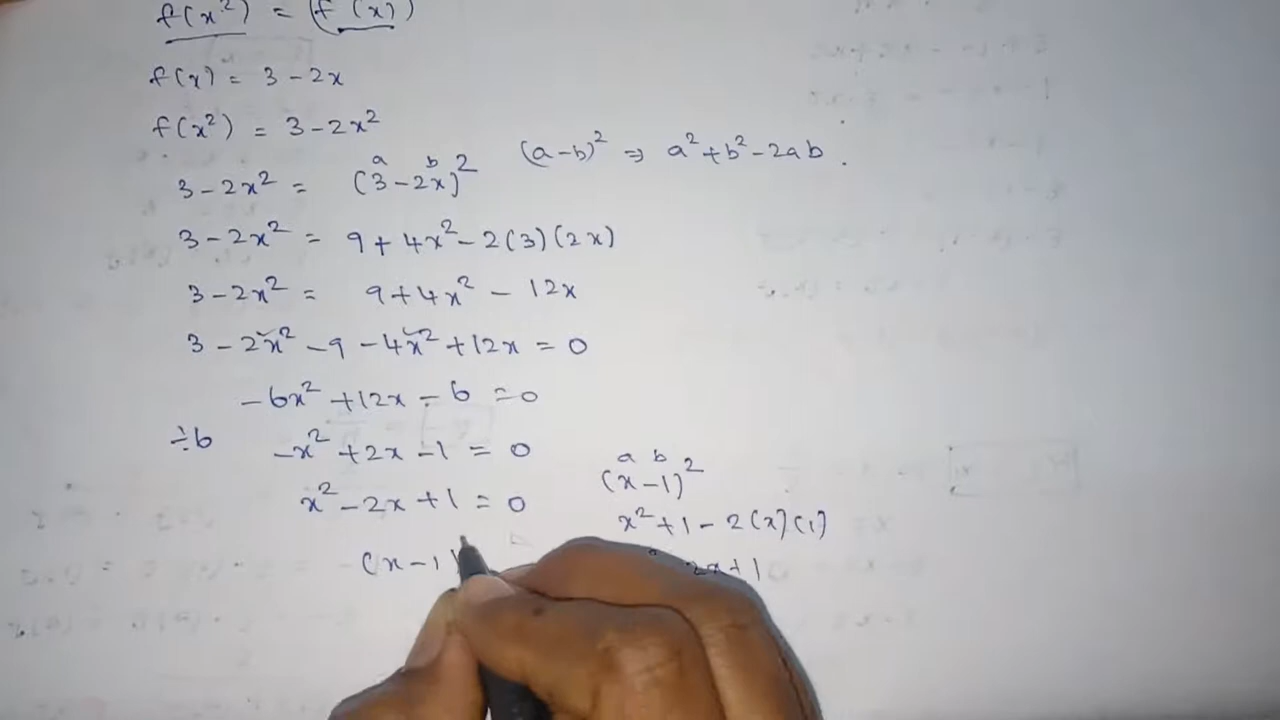 f(x²) = (f(x))
f(x) = 3 - 2x
f(x²) = 3 - 2x²
a b
3 - 2x² = (3 - 2x)²
(a - b)² ⇒ a² + b² - 2ab.
3 - 2x² = 9 + 4x² - 2(3)(2x)
3 - 2x² = 9 + 4x² - 12x
3 - 2x² - 9 - 4x² + 12x = 0
-6x² + 12x - 6 = 0
÷6 -x² + 2x - 1 = 0
x² - 2x + 1 = 0
(x - 1)
a b
(x - 1)²
x² + 1 - 2(x)(1)
2x + 1